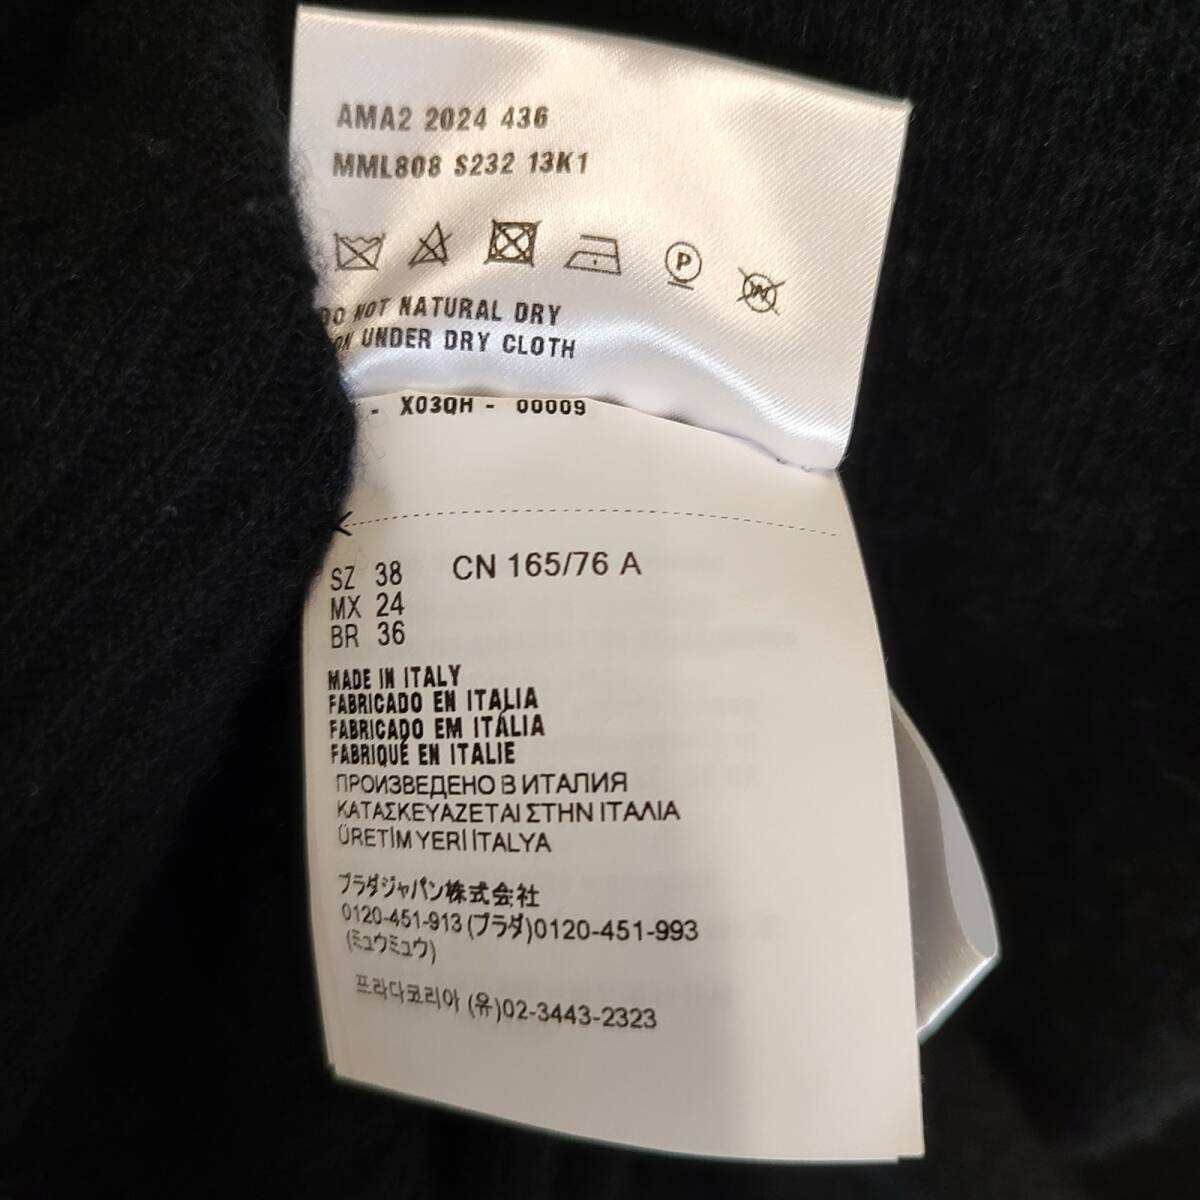 AMA2 2024 436
MML808 S232 13K1
P
DO NOT NATURAL DRY
UNDER DRY CLOTH
- X03QH - 00009
SZ 38 CN 165/76 A
MX 24
BR 36
MADE IN ITALY
FABRICADO EN ITALIA
FABRICADO EM ITÁLIA
FABRIQUÉ EN ITALIE
ПРОИЗВЕДЕНО В ИТАЛИЯ
ΚΑΤΑΣΚΕΥΑΖΕΤΑΙ ΣΤΗΝ ΙΤΑΛΙΑ
ÜRETİM YERİ İTALYA
プラダジャパン株式会社
0120-451-913 (プラダ)0120-451-993
(ミュウミュウ)
프라다코리아 (유)02-3443-2323